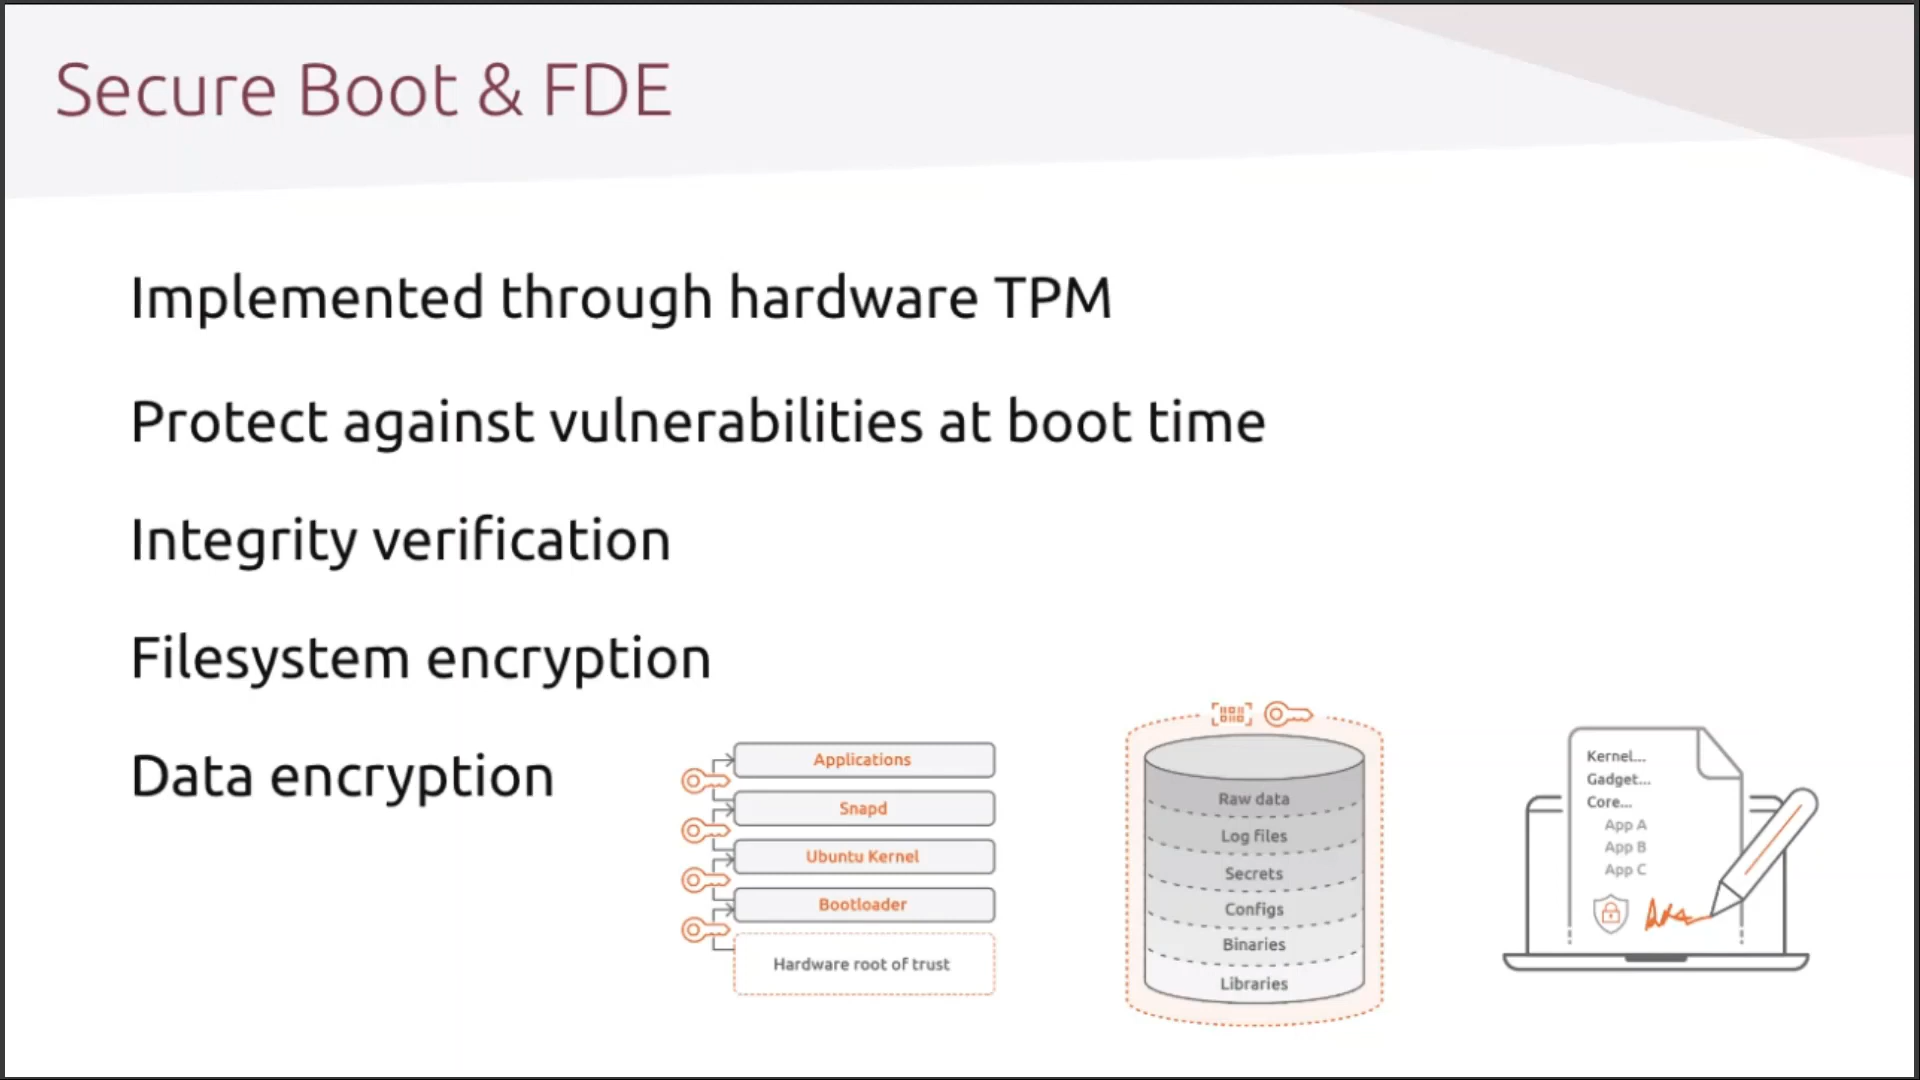 Secure Boot & FDE
Implemented through hardware TPM
Protect against vulnerabilities at boot time
Integrity verification
Filesystem encryption
Data encryption
Applications
Snapd
Ubuntu Kernel
Bootloader
Hardware root of trust
Raw data
Log files
Secrets
Configs
Binaries
Libraries
Kernel...
Gadget...
Core...
App A
App B
App C